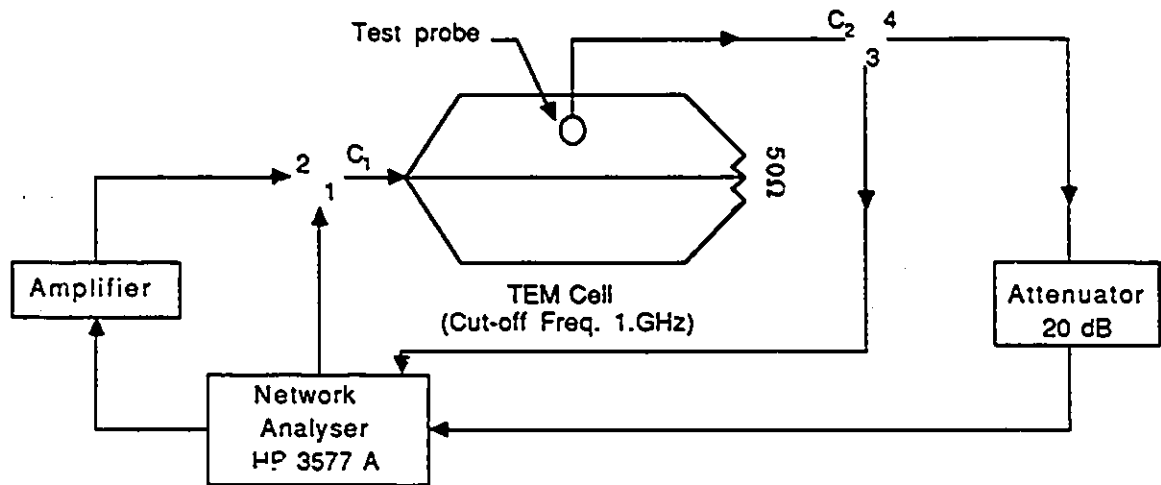 Test probe
C2
4
3
2
C1
1
50Ω
Amplifier
TEM Cell
(Cut-off Freq. 1.GHz)
Attenuator
20 dB
Network
Analyser
HP 3577 A